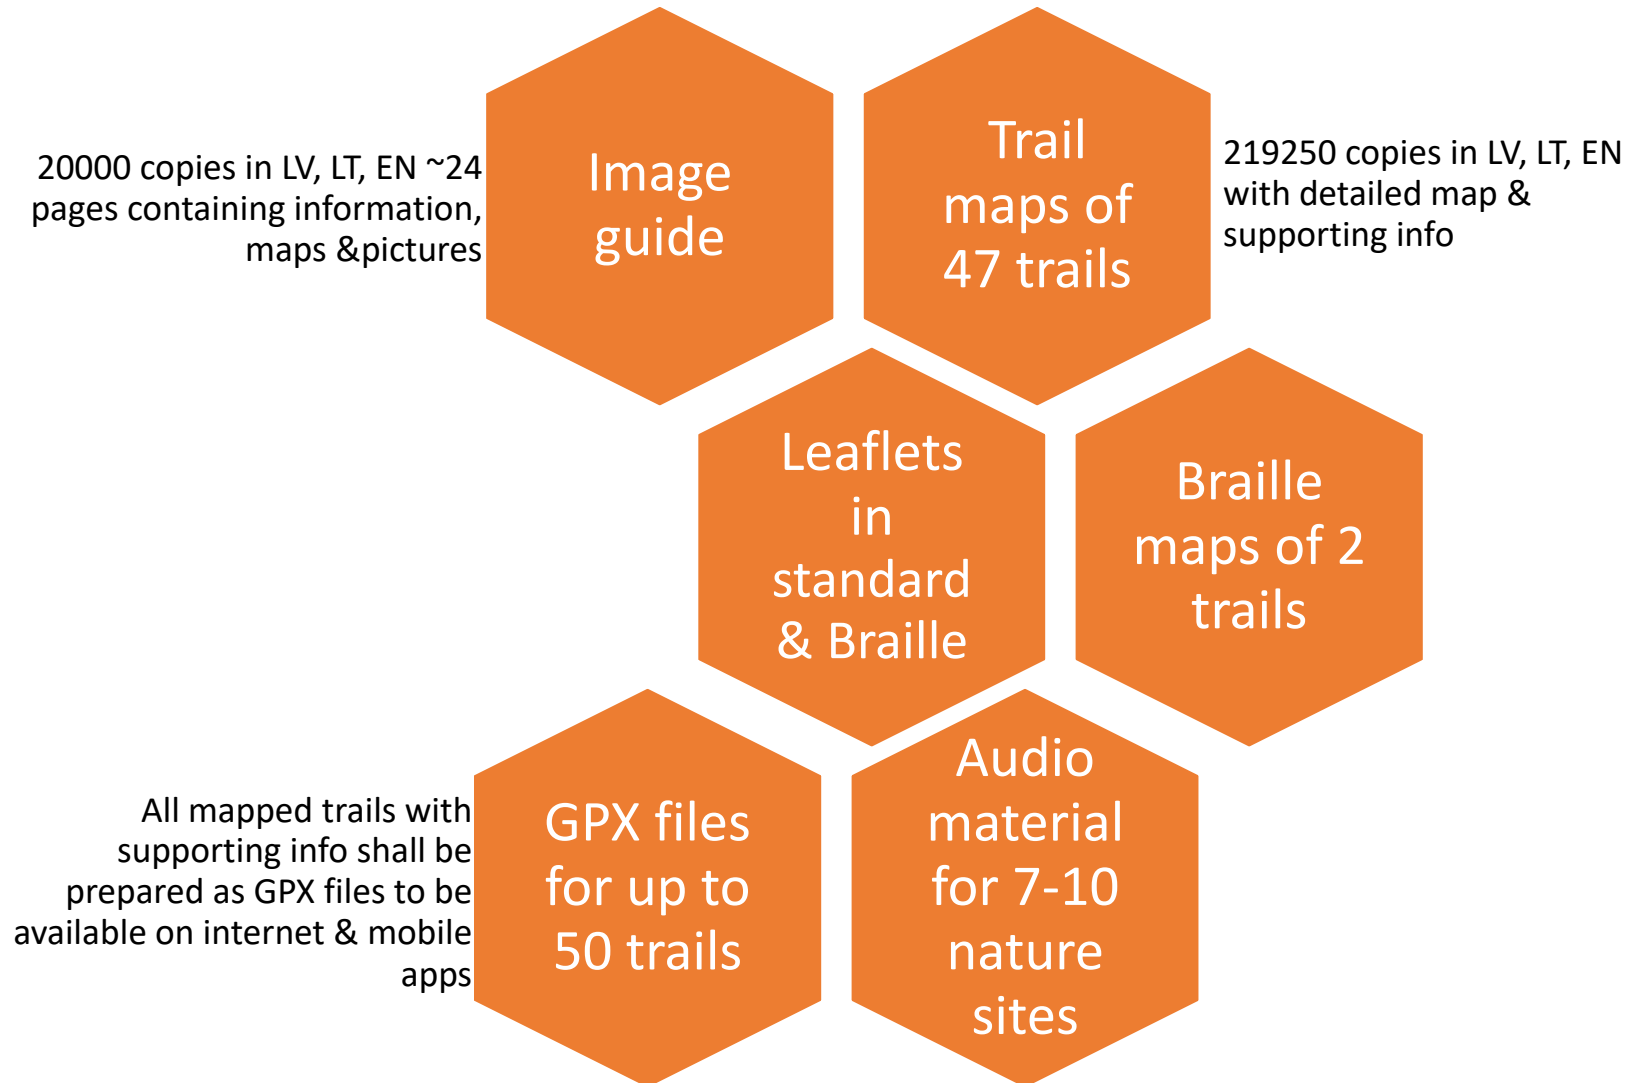 20000 copies in LV, LT, EN ~24
pages containing information,
maps &pictures
Image
guide
Trail
maps of
47 trails
219250 copies in LV, LT, EN
with detailed map &
supporting info
Leaflets
in
standard
& Braille
Braille
maps of 2
trails
All mapped trails with
supporting info shall be
prepared as GPX files to be
available on internet & mobile
apps
GPX files
for up to
50 trails
Audio
material
for 7-10
nature
sites